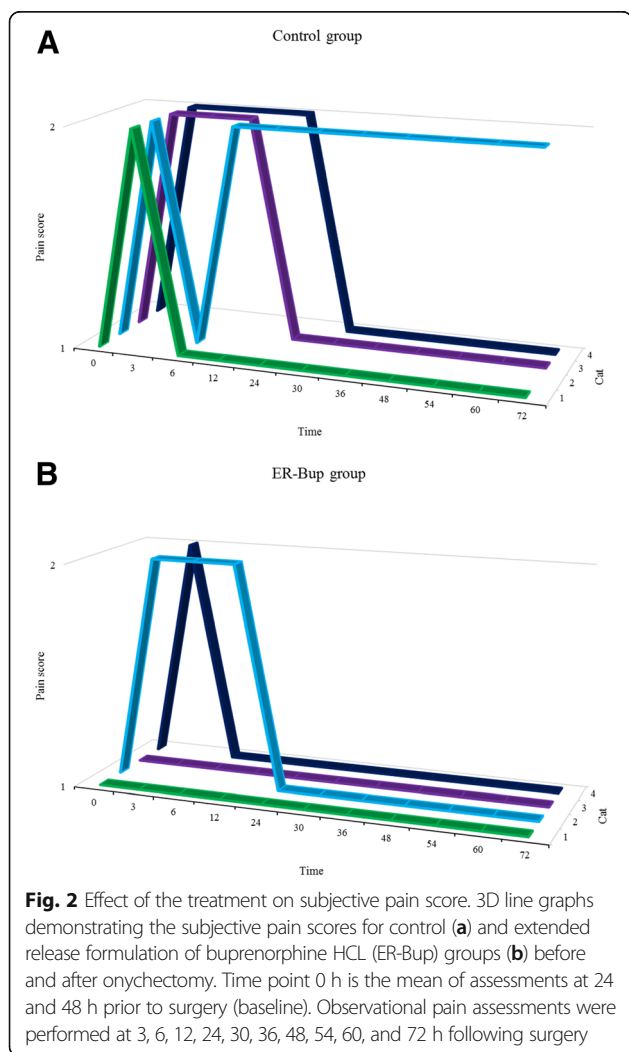 A
Control group
2
Pain score
1
0 3 6 12 24 30 36 48 54 60 72
1 2 3 4
Cat
Time
B
ER-Bup group
2
Pain score
1
0 3 6 12 24 30 36 48 54 60 72
1 2 3 4
Cat
Time
Fig. 2 Effect of the treatment on subjective pain score. 3D line graphs
demonstrating the subjective pain scores for control (a) and extended
release formulation of buprenorphine HCL (ER-Bup) groups (b) before
and after onychectomy. Time point 0 h is the mean of assessments at 24
and 48 h prior to surgery (baseline). Observational pain assessments were
performed at 3, 6, 12, 24, 30, 36, 48, 54, 60, and 72 h following surgery